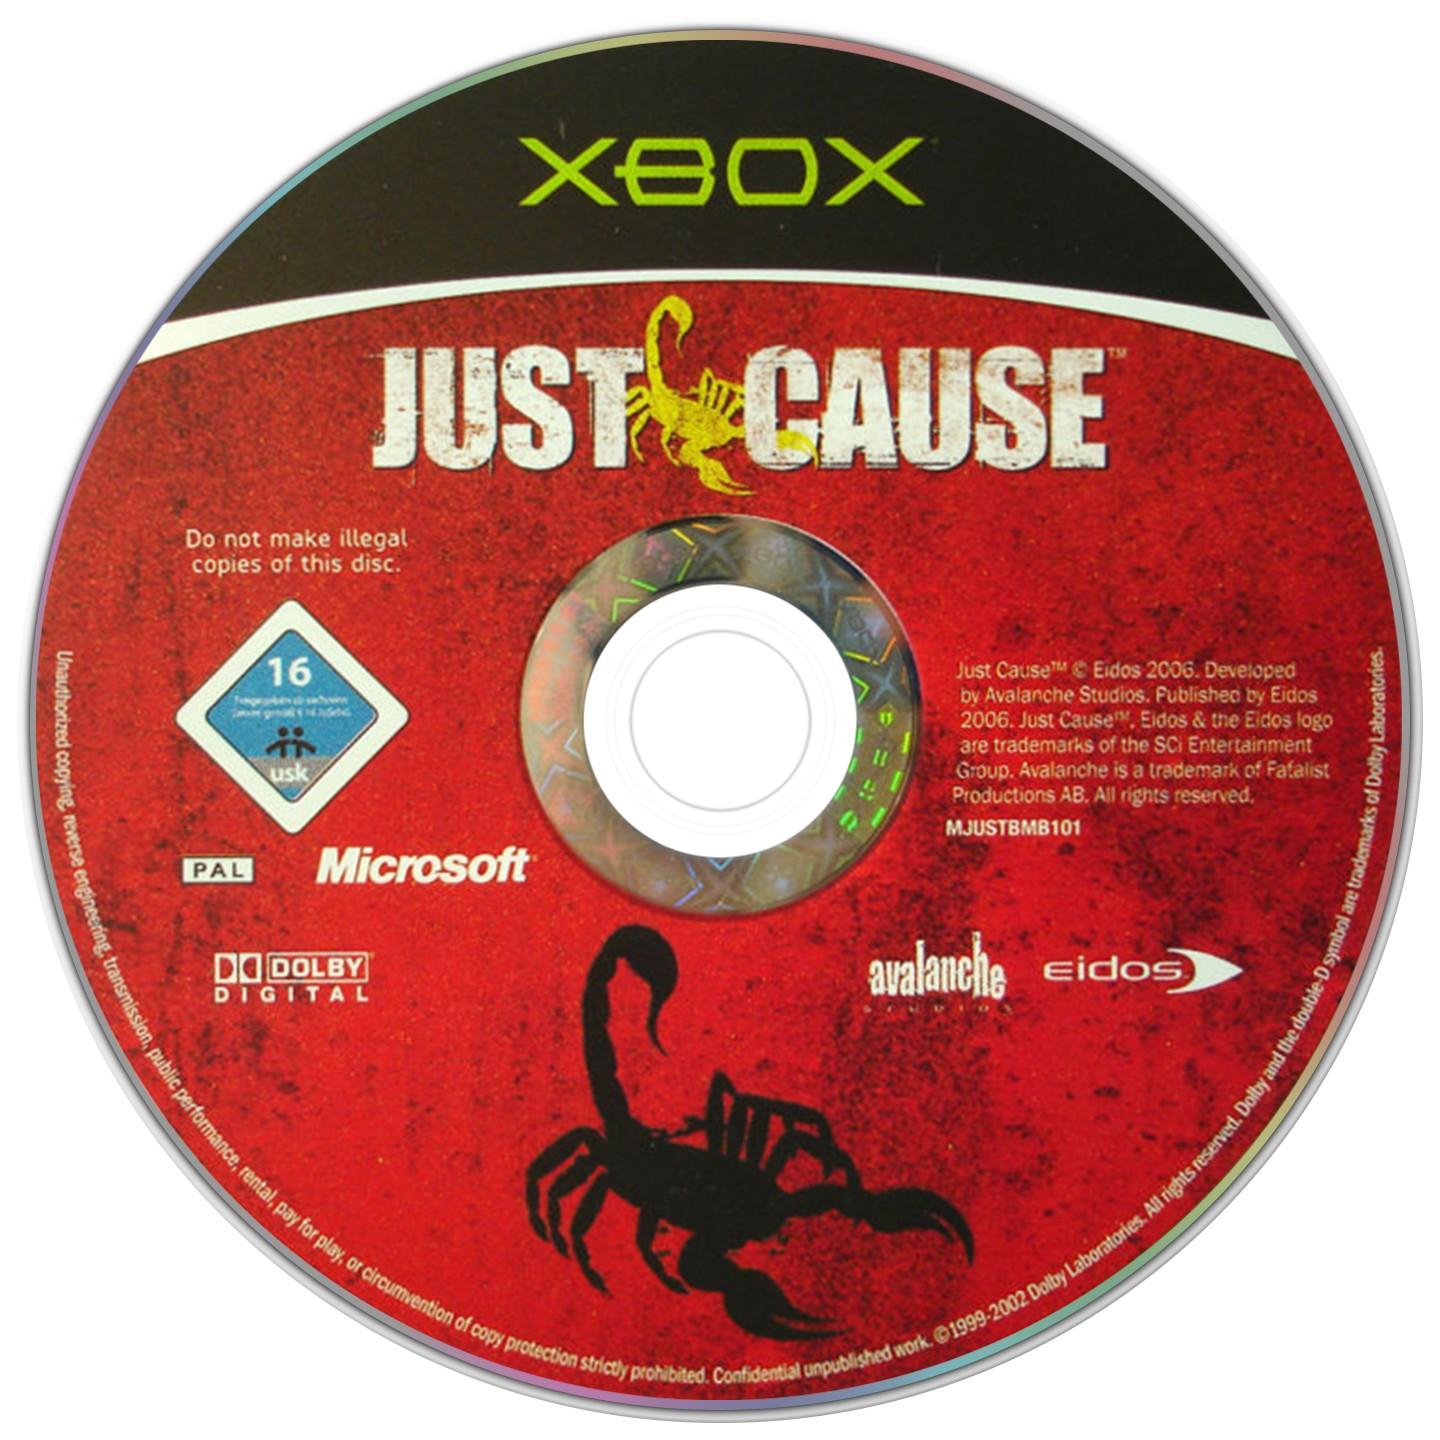 XBOX
JUST CAUSE™
Do not make illegal
copies of this disc.
16
usk
PAL
Microsoft
DOLBY
DIGITAL
Just Cause™ © Eidos 2006. Developed
by Avalanche Studios. Published by Eidos
2006. Just Cause™, Eidos & the Eidos logo
are trademarks of the SCi Entertainment
Group. Avalanche is a trademark of Fatalist
Productions AB. All rights reserved.
MJUSTBMB101
avalanche
STUDIOS
eidos
Unauthorized copying, reverse engineering, transmission, public performance, rental, pay for play, or circumvention of copy protection strictly prohibited. Confidential unpublished work. ©1999-2002 Dolby Laboratories. All rights reserved. Dolby and the double-D symbol are trademarks of Dolby Laboratories.